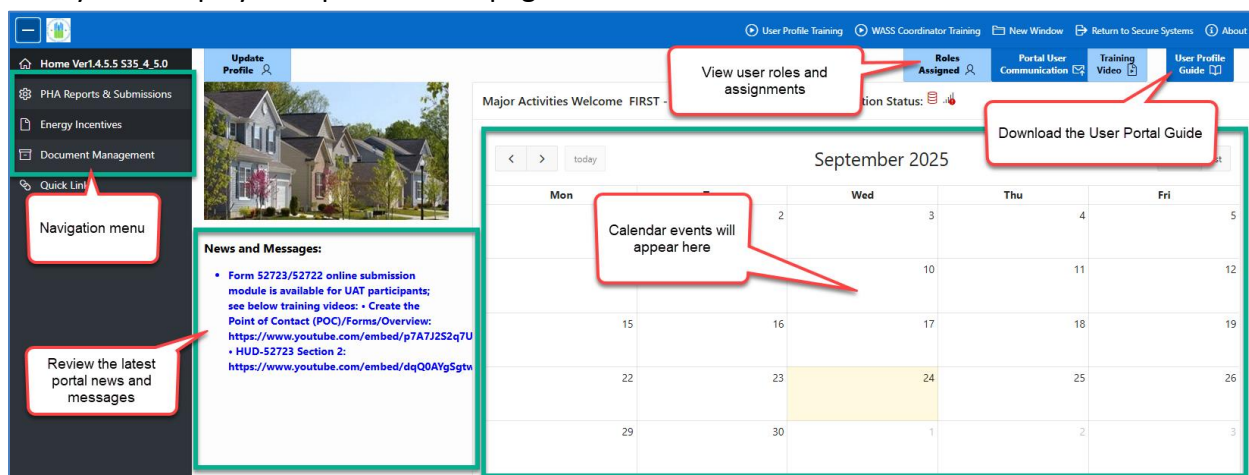 User Profile Training WASS Coordinator Training New Window Return to Secure Systems About
Home Ver1.4.5.5 S35_4_5.0
PHA Reports & Submissions
Energy Incentives
Document Management
Quick Lin
Navigation menu
Update
Profile
View user roles and
assignments
Roles
Assigned
Portal User
Communication
Training
Video
User Profile
Guide
Major Activities Welcome FIRST - tion Status:
Download the User Portal Guide
today
September 2025
st
Mon Wed Thu Fri
Calendar events will
appear here
2 3 4 5
10 11 12
15 16 17 18 19
22 23 24 25 26
29 30 1 2 3
News and Messages:
• Form 52723/52722 online submission
module is available for UAT participants;
see below training videos: • Create the
Point of Contact (POC)/Forms/Overview:
https://www.youtube.com/embed/p7A7J2S2q7U
• HUD-52723 Section 2:
https://www.youtube.com/embed/dqQ0AYgSgtw
Review the latest
portal news and
messages